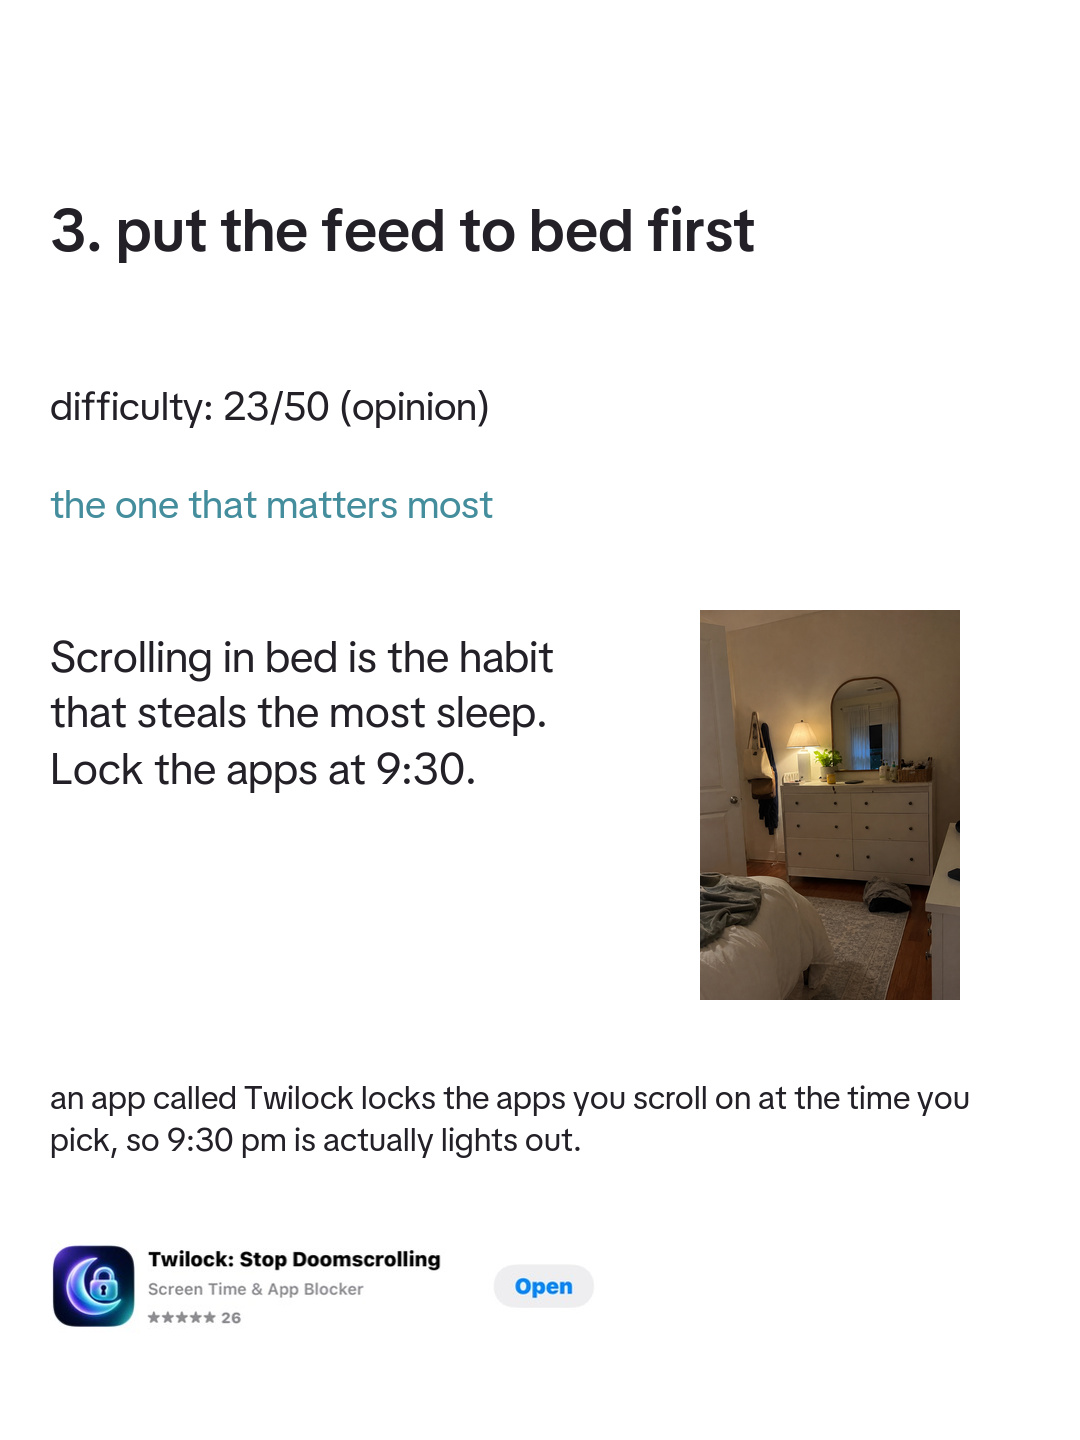 3. put the feed to bed first
difficulty: 23/50 (opinion)
the one that matters most
Scrolling in bed is the habit
that steals the most sleep.
Lock the apps at 9:30.
an app called Twilock locks the apps you scroll on at the time you
pick, so 9:30 pm is actually lights out.
Twilock: Stop Doomscrolling
Screen Time & App Blocker
★★★★★ 26
Open